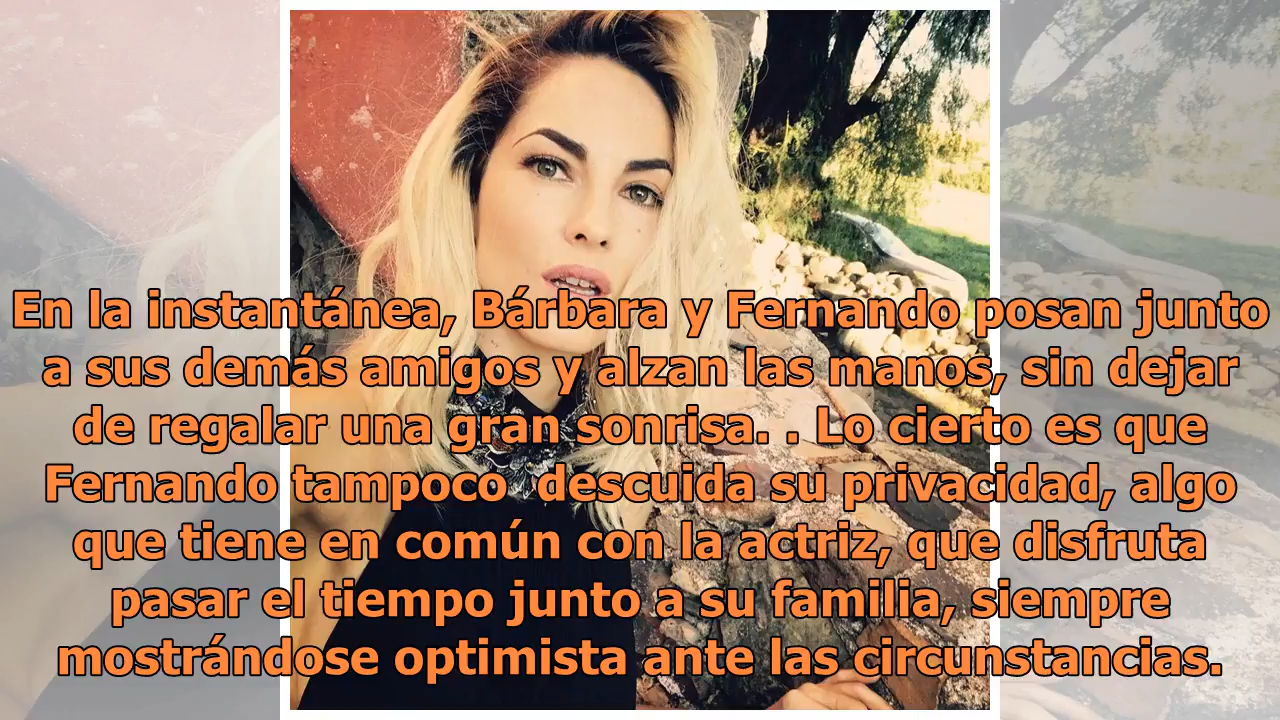 En la instantánea, Bárbara y Fernando posan junto
a sus demás amigos y alzan las manos, sin dejar
de regalar una gran sonrisa. . Lo cierto es que
Fernando tampoco  descuida su privacidad, algo
que tiene en común con la actriz, que disfruta
pasar el tiempo junto a su familia, siempre
mostrándose optimista ante las circunstancias.